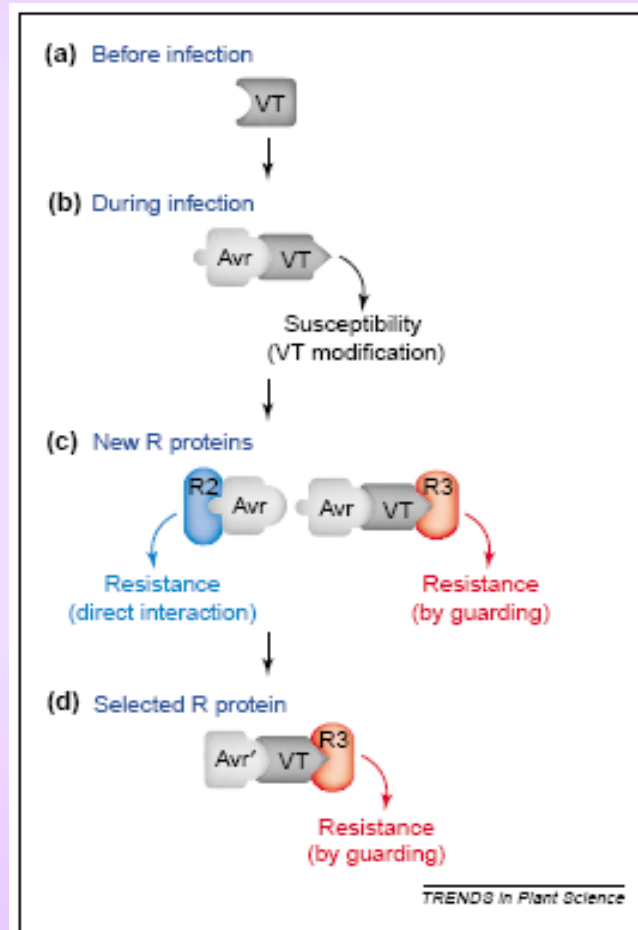 (a) Before infection
VT
(b) During infection
Avr VT
Susceptibility
(VT modification)
(c) New R proteins
R2 Avr Avr VT R3
Resistance
(direct interaction)
Resistance
(by guarding)
(d) Selected R protein
Avr' VT R3
Resistance
(by guarding)
TRENDS in Plant Science